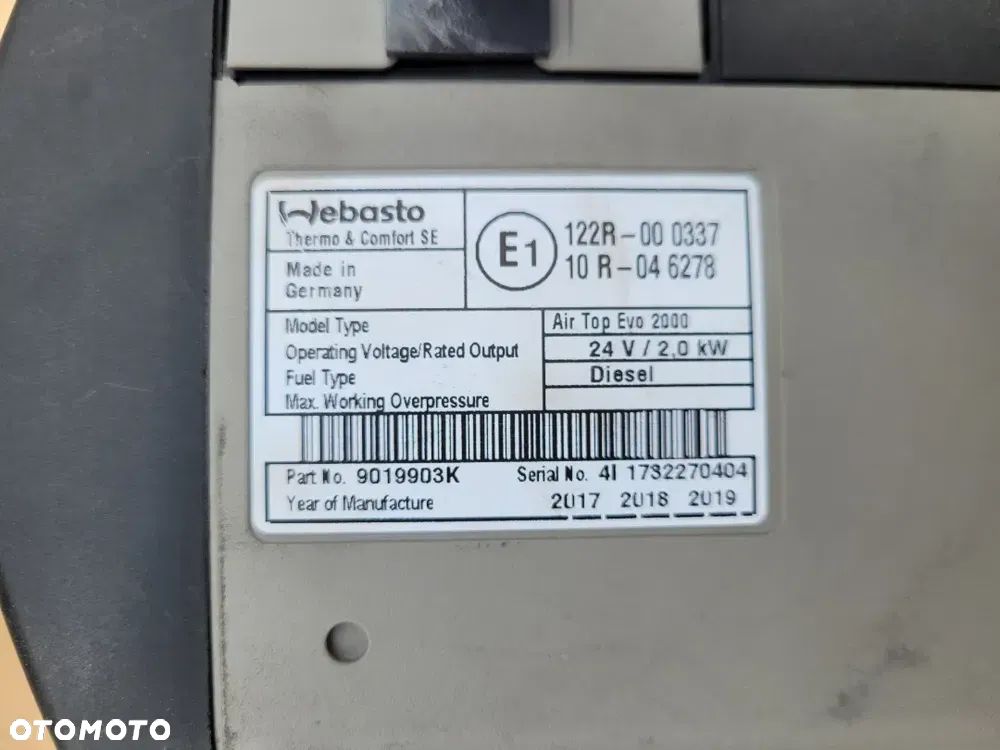 Webasto
Thermo & Comfort SE
Made in
Germany
E1
122R-00 0337
10 R-04 6278
Model Type Air Top Evo 2000
Operating Voltage/Rated Output 24 V / 2,0 kW
Fuel Type Diesel
Max. Working Overpressure
Part No. 9019903K Serial No. 41 1732270404
Year of Manufacture 2017 2018 2019
OTOMOTO